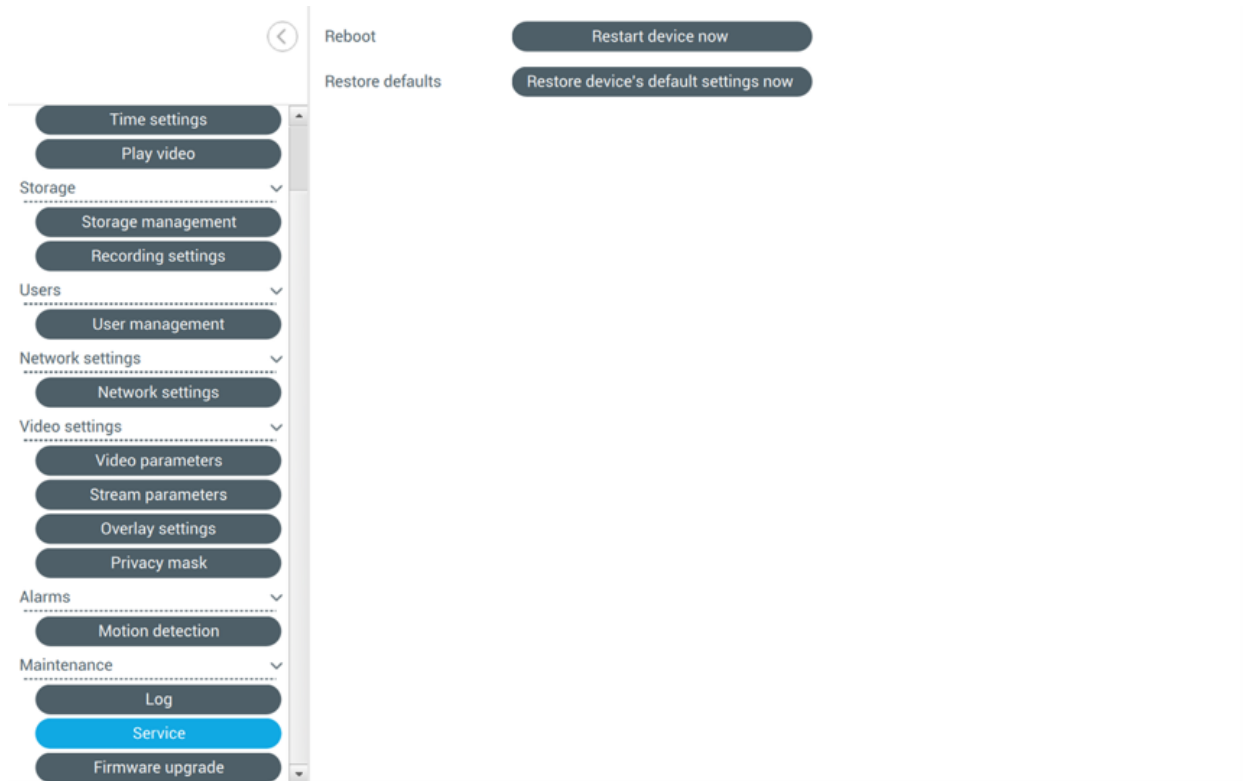 Reboot
Restart device now
Restore defaults
Restore device's default settings now
Time settings
Play video
Storage
Storage management
Recording settings
Users
User management
Network settings
Network settings
Video settings
Video parameters
Stream parameters
Overlay settings
Privacy mask
Alarms
Motion detection
Maintenance
Log
Service
Firmware upgrade